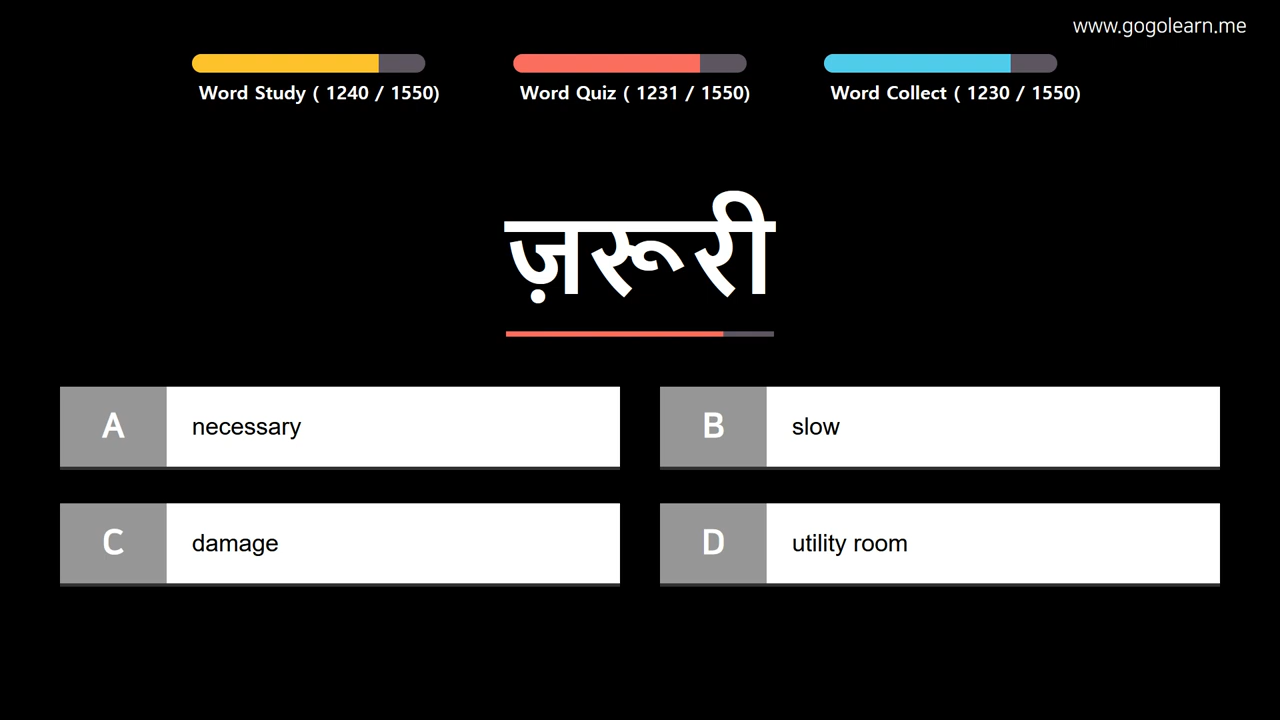 www.gogolearn.me
Word Study ( 1240 / 1550)
Word Quiz ( 1231 / 1550)
Word Collect ( 1230 / 1550)
ज़रूरी
A necessary
B slow
C damage
D utility room